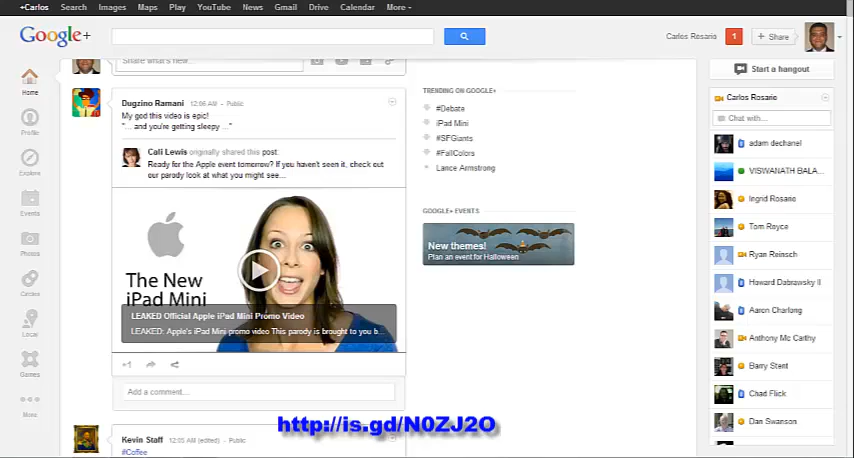 +Carlos Search Images Maps Play YouTube News Gmail Drive Calendar More
Google+
Carlos Rosario 1 + Share
Share what's new...
Home
Profile
Explore
Events
Photos
Circles
Local
Games
More
Dugzino Ramani 12:06 AM - Public
My god this video is epic!
"... and you're getting sleepy ..."
Cali Lewis originally shared this post
Ready for the Apple event tomorrow? If you haven't seen it, check out
our parody look at what you might see...
The New
iPad Mini
LEAKED Official Apple iPad Mini Promo Video
LEAKED: Apple's iPad Mini promo video This parody is brought to you b...
+1
Add a comment...
http://is.gd/N0ZJ2O
Kevin Staff 12:05 AM (edited) - Public
#Coffee
TRENDING ON GOOGLE+
#Debate
iPad Mini
#SFGiants
#FallColors
Lance Armstrong
GOOGLE+ EVENTS
New themes!
Plan an event for Halloween
Start a hangout
Carlos Rosario
Chat with...
adam dechanel
VISWANATH BALA...
Ingrid Rosario
Tom Royce
Ryan Reinsch
Howard Dabrawsky II
Aaron Charlong
Anthony Mc Carthy
Barry Stent
Chad Flick
Dan Swanson